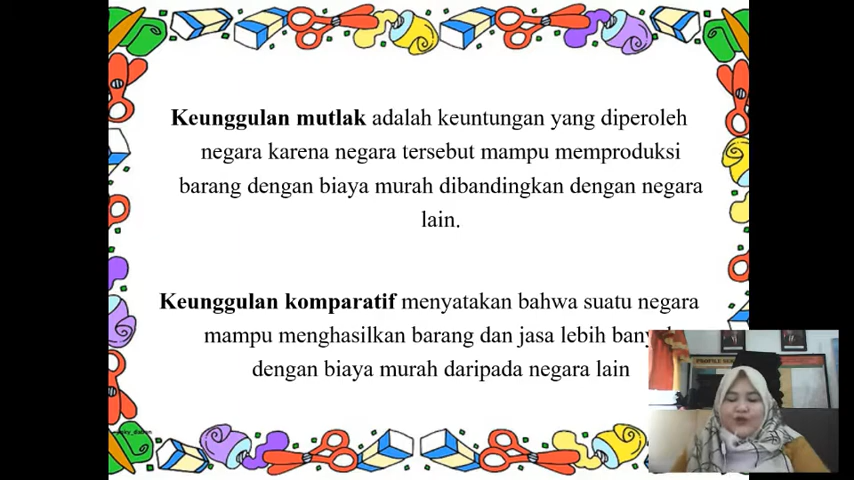 Keunggulan mutlak adalah keuntungan yang diperoleh
negara karena negara tersebut mampu memproduksi
barang dengan biaya murah dibandingkan dengan negara
lain.
Keunggulan komparatif menyatakan bahwa suatu negara
mampu menghasilkan barang dan jasa lebih
dengan biaya murah daripada negara lain
PROFILE